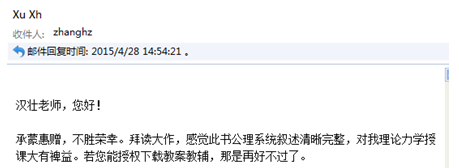 Xu Xh
收件人: zhanghz
邮件回复时间: 2015/4/28 14:54:21 。
汉壮老师，您好！
承蒙惠赠，不胜荣幸。拜读大作，感觉此书公理系统叙述清晰完整，对我理论力学授
课大有裨益。若您能授权下载教案教辅，那是再好不过了。